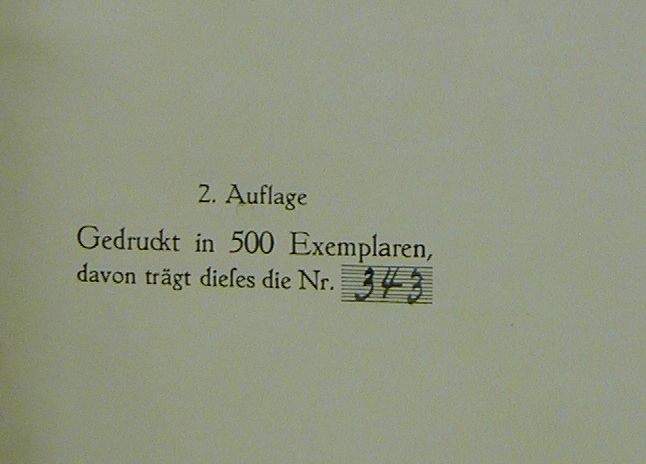 2. Auflage
Gedruckt in 500 Exemplaren,
davon trägt dieſes die Nr. 343